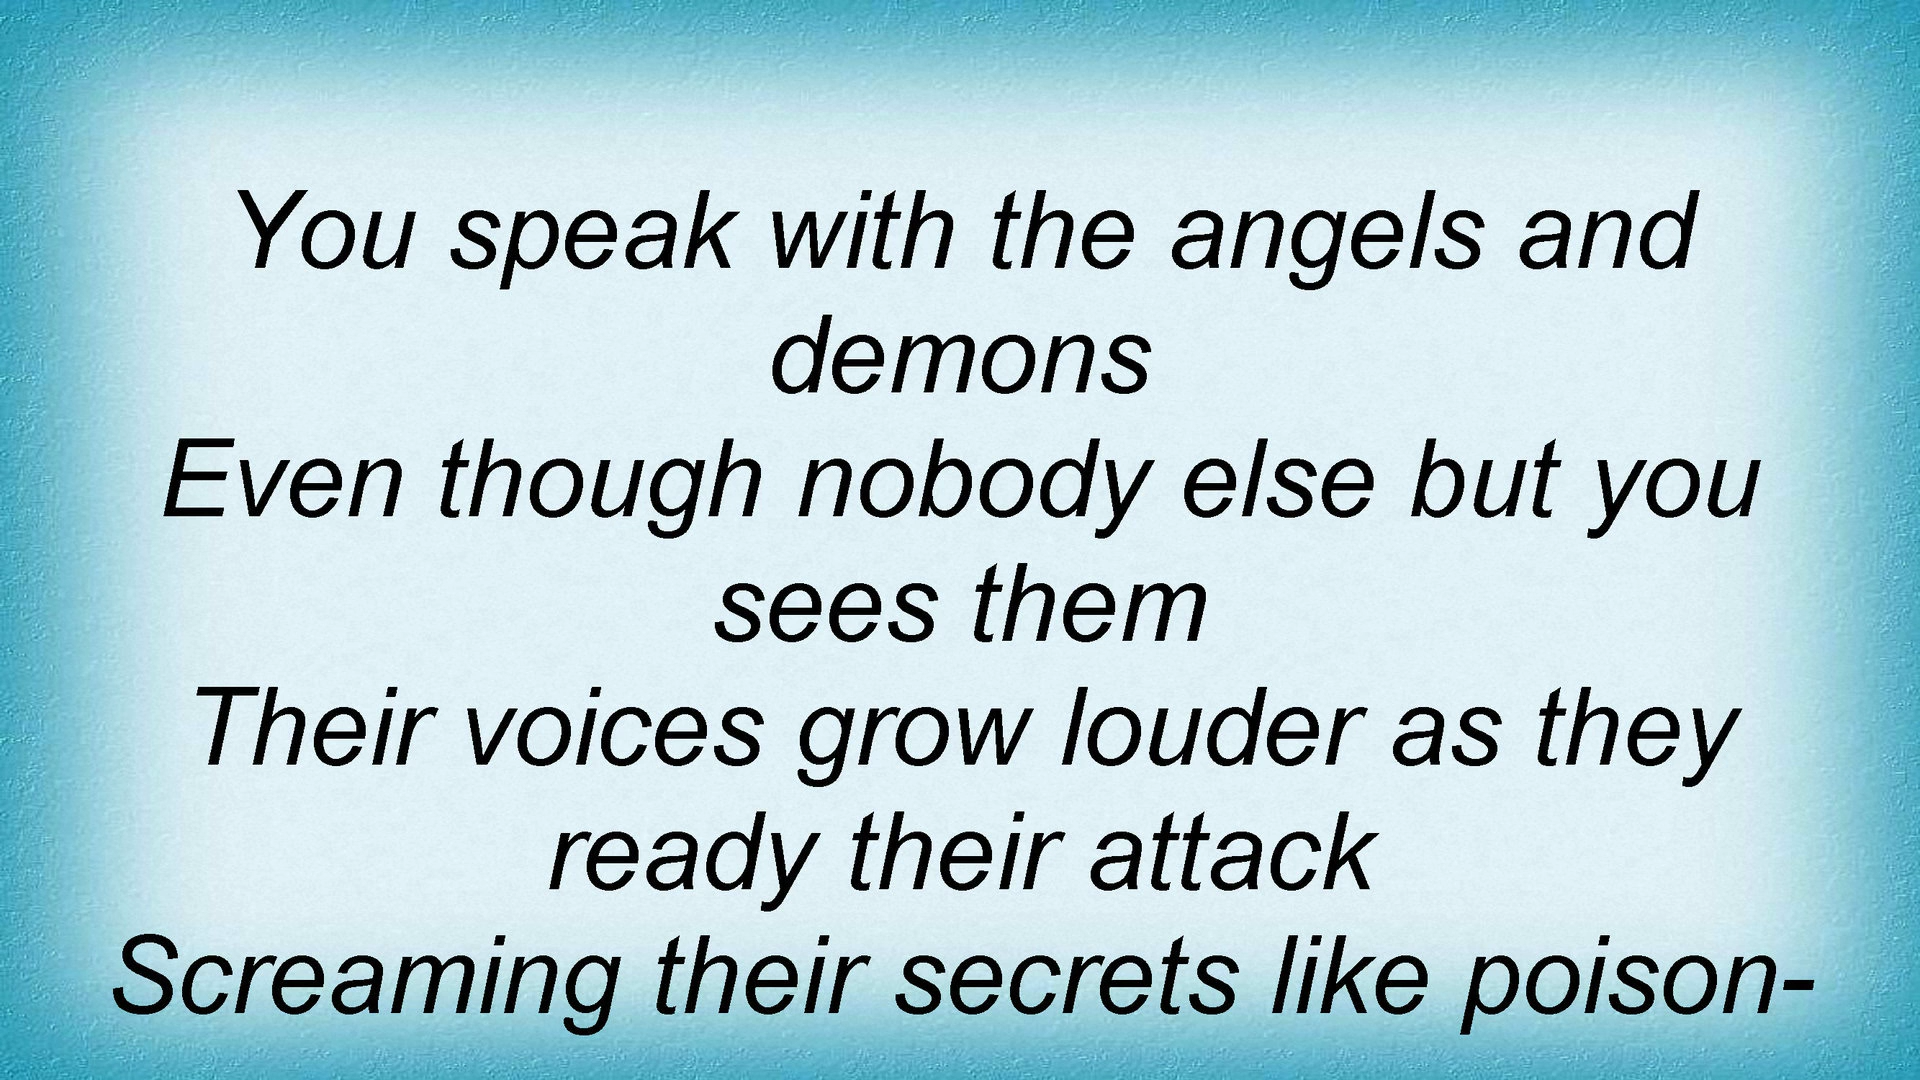 You speak with the angels and
demons
Even though nobody else but you
sees them
Their voices grow louder as they
ready their attack
Screaming their secrets like poison-